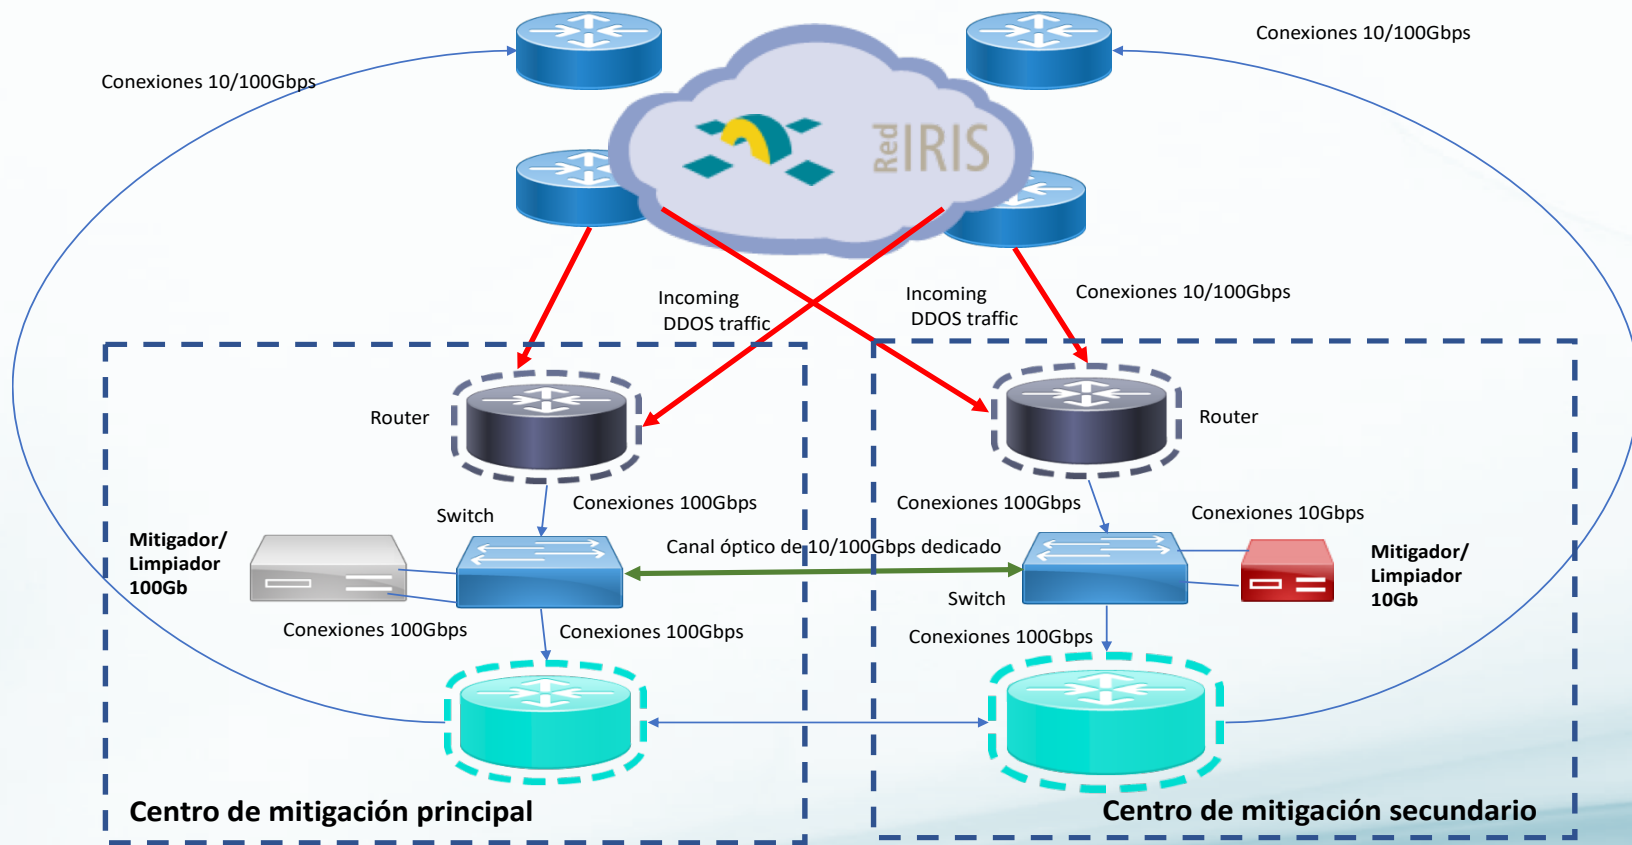 Conexiones 10/100Gbps
Conexiones 10/100Gbps
Red IRIS
Incoming
DDOS traffic
Incoming
DDOS traffic
Conexiones 10/100Gbps
Router
Router
Conexiones 100Gbps
Conexiones 100Gbps
Switch
Conexiones 10Gbps
Mitigador/
Limpiador
100Gb
Canal óptico de 10/100Gbps dedicado
Mitigador/
Limpiador
10Gb
Switch
Conexiones 100Gbps
Conexiones 100Gbps
Conexiones 100Gbps
Centro de mitigación principal
Centro de mitigación secundario